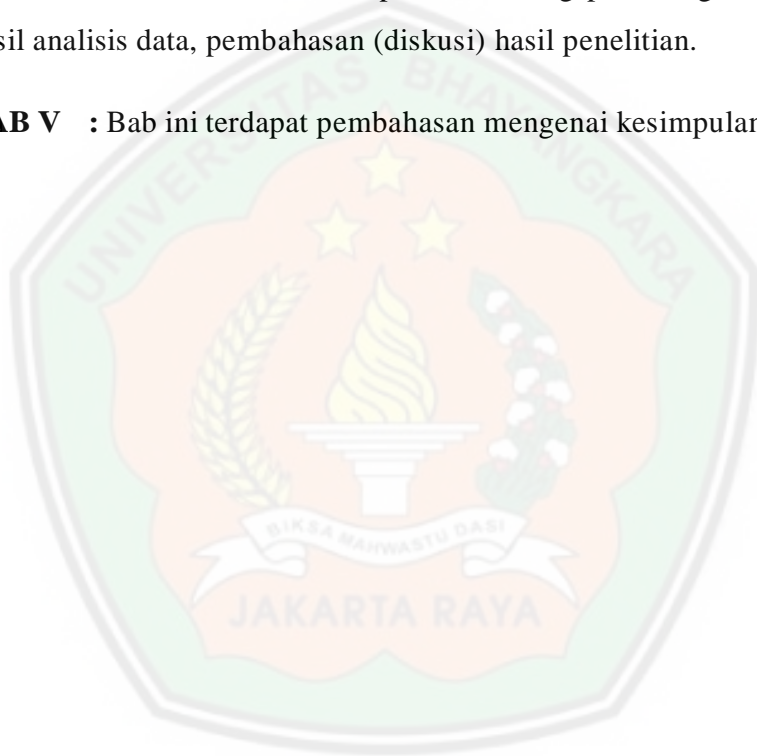 sil analisis data, pembahasan (diskusi) hasil penelitian.
AB V : Bab ini terdapat pembahasan mengenai kesimpulan
UNIVERSITAS BHAYANGKARA
BIKSA MAHWASTU DASI
JAKARTA RAYA